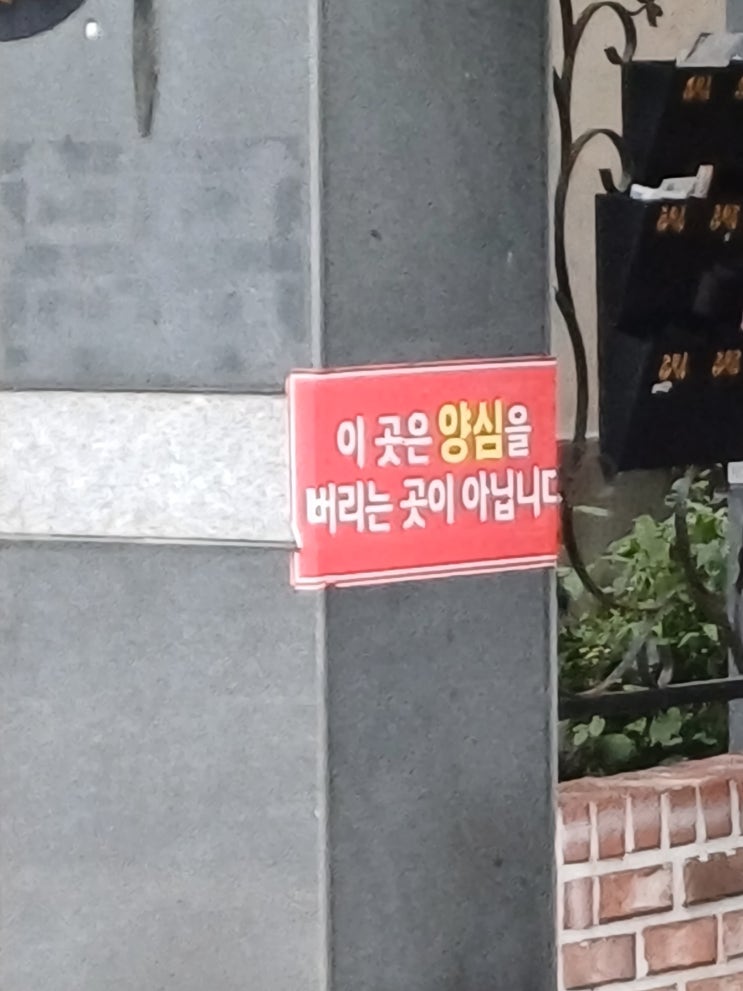 이 곳은 양심을
버리는 곳이 아닙니다